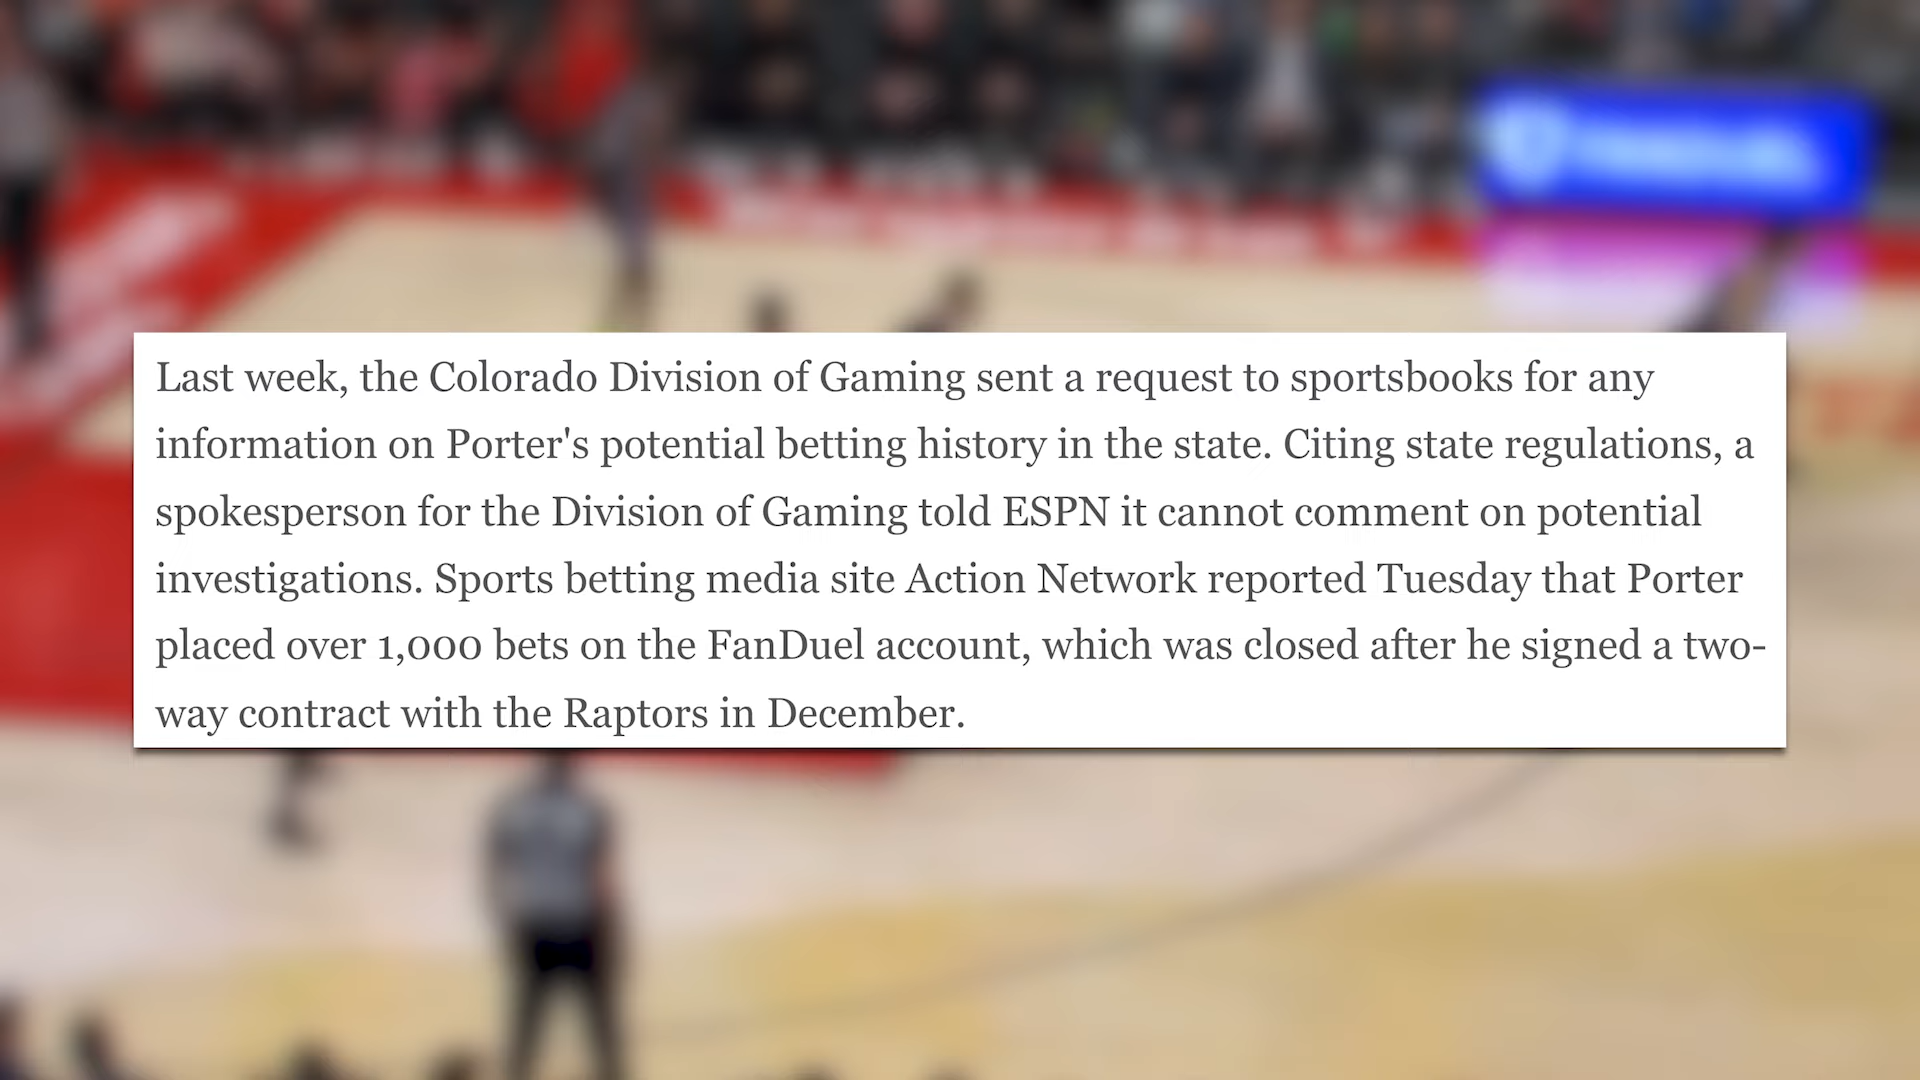 Last week, the Colorado Division of Gaming sent a request to sportsbooks for any
information on Porter's potential betting history in the state. Citing state regulations, a
spokesperson for the Division of Gaming told ESPN it cannot comment on potential
investigations. Sports betting media site Action Network reported Tuesday that Porter
placed over 1,000 bets on the FanDuel account, which was closed after he signed a two-
way contract with the Raptors in December.